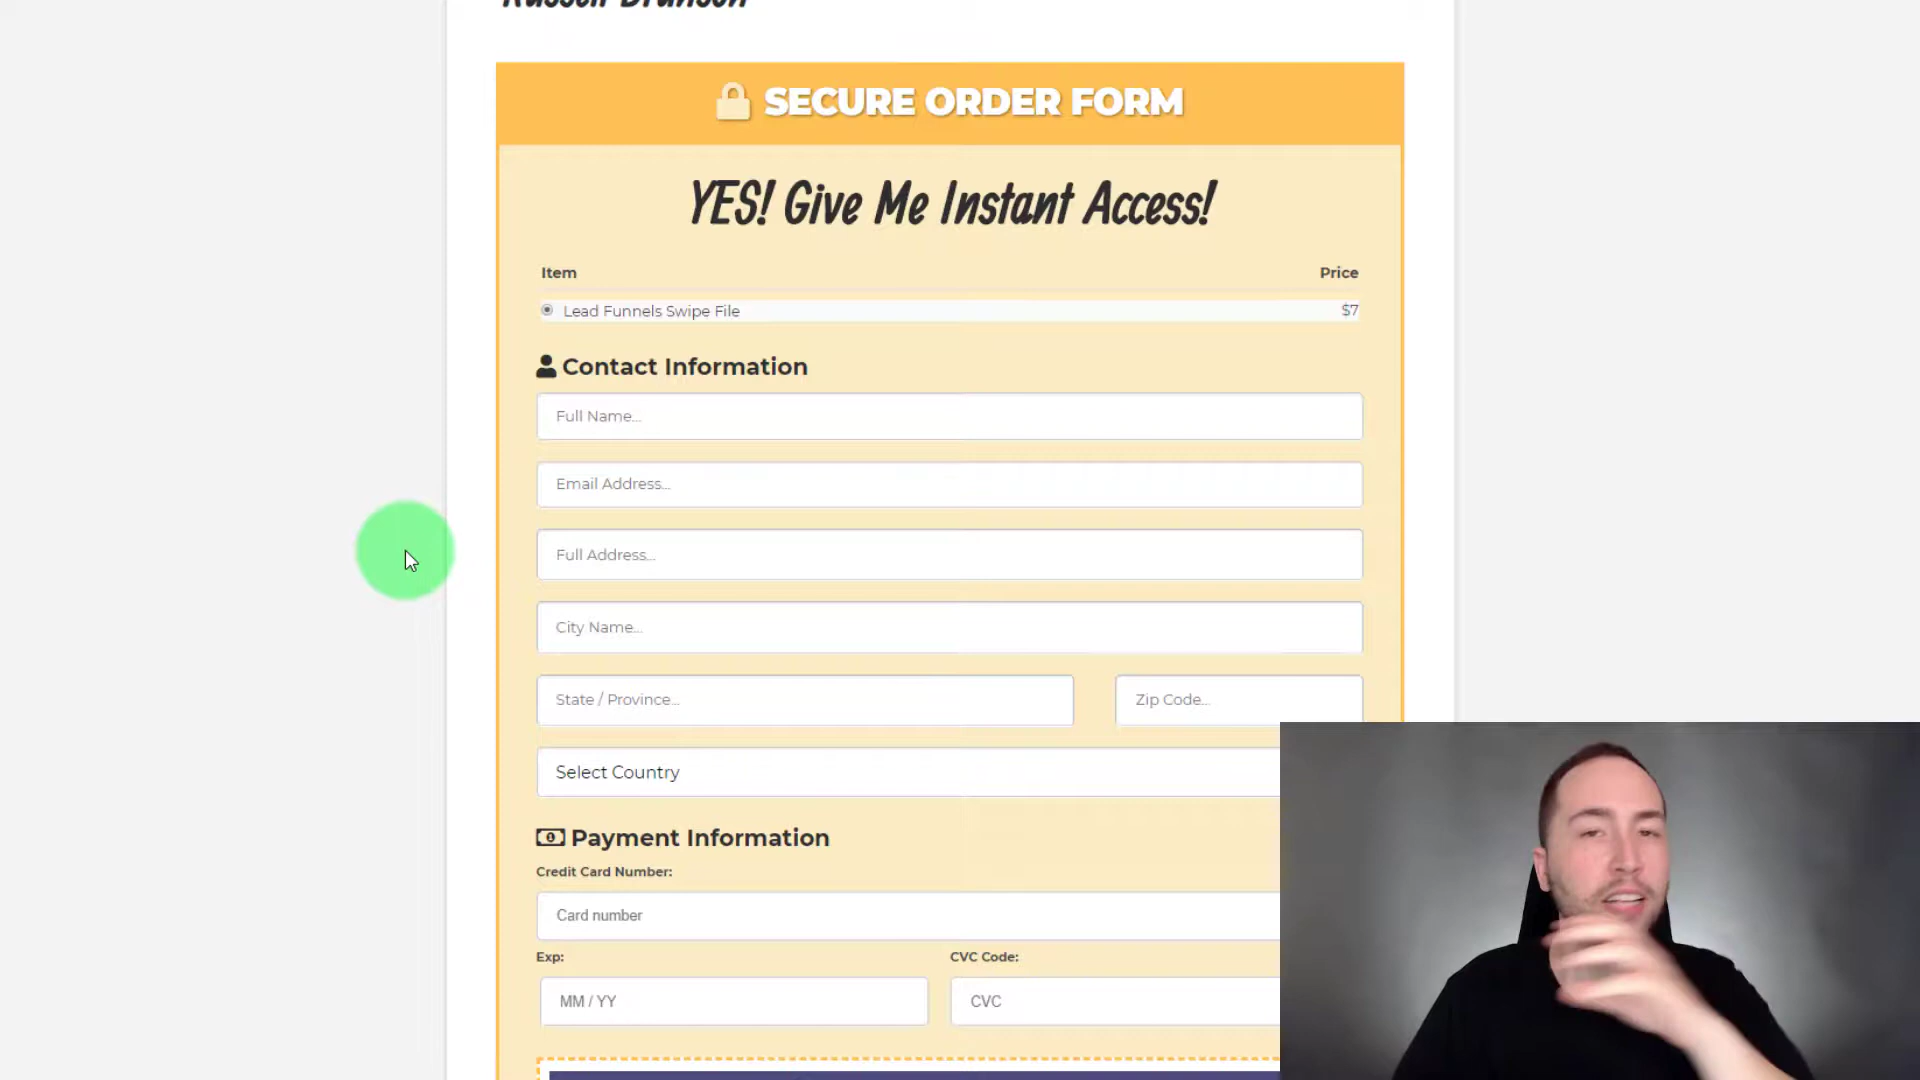 Russell Brunson
SECURE ORDER FORM
YES! Give Me Instant Access!
Item Price
Lead Funnels Swipe File $7
Contact Information
Full Name...
Email Address...
Full Address...
City Name...
State / Province... Zip Code...
Select Country
Payment Information
Credit Card Number:
Card number
Exp: CVC Code:
MM / YY CVC